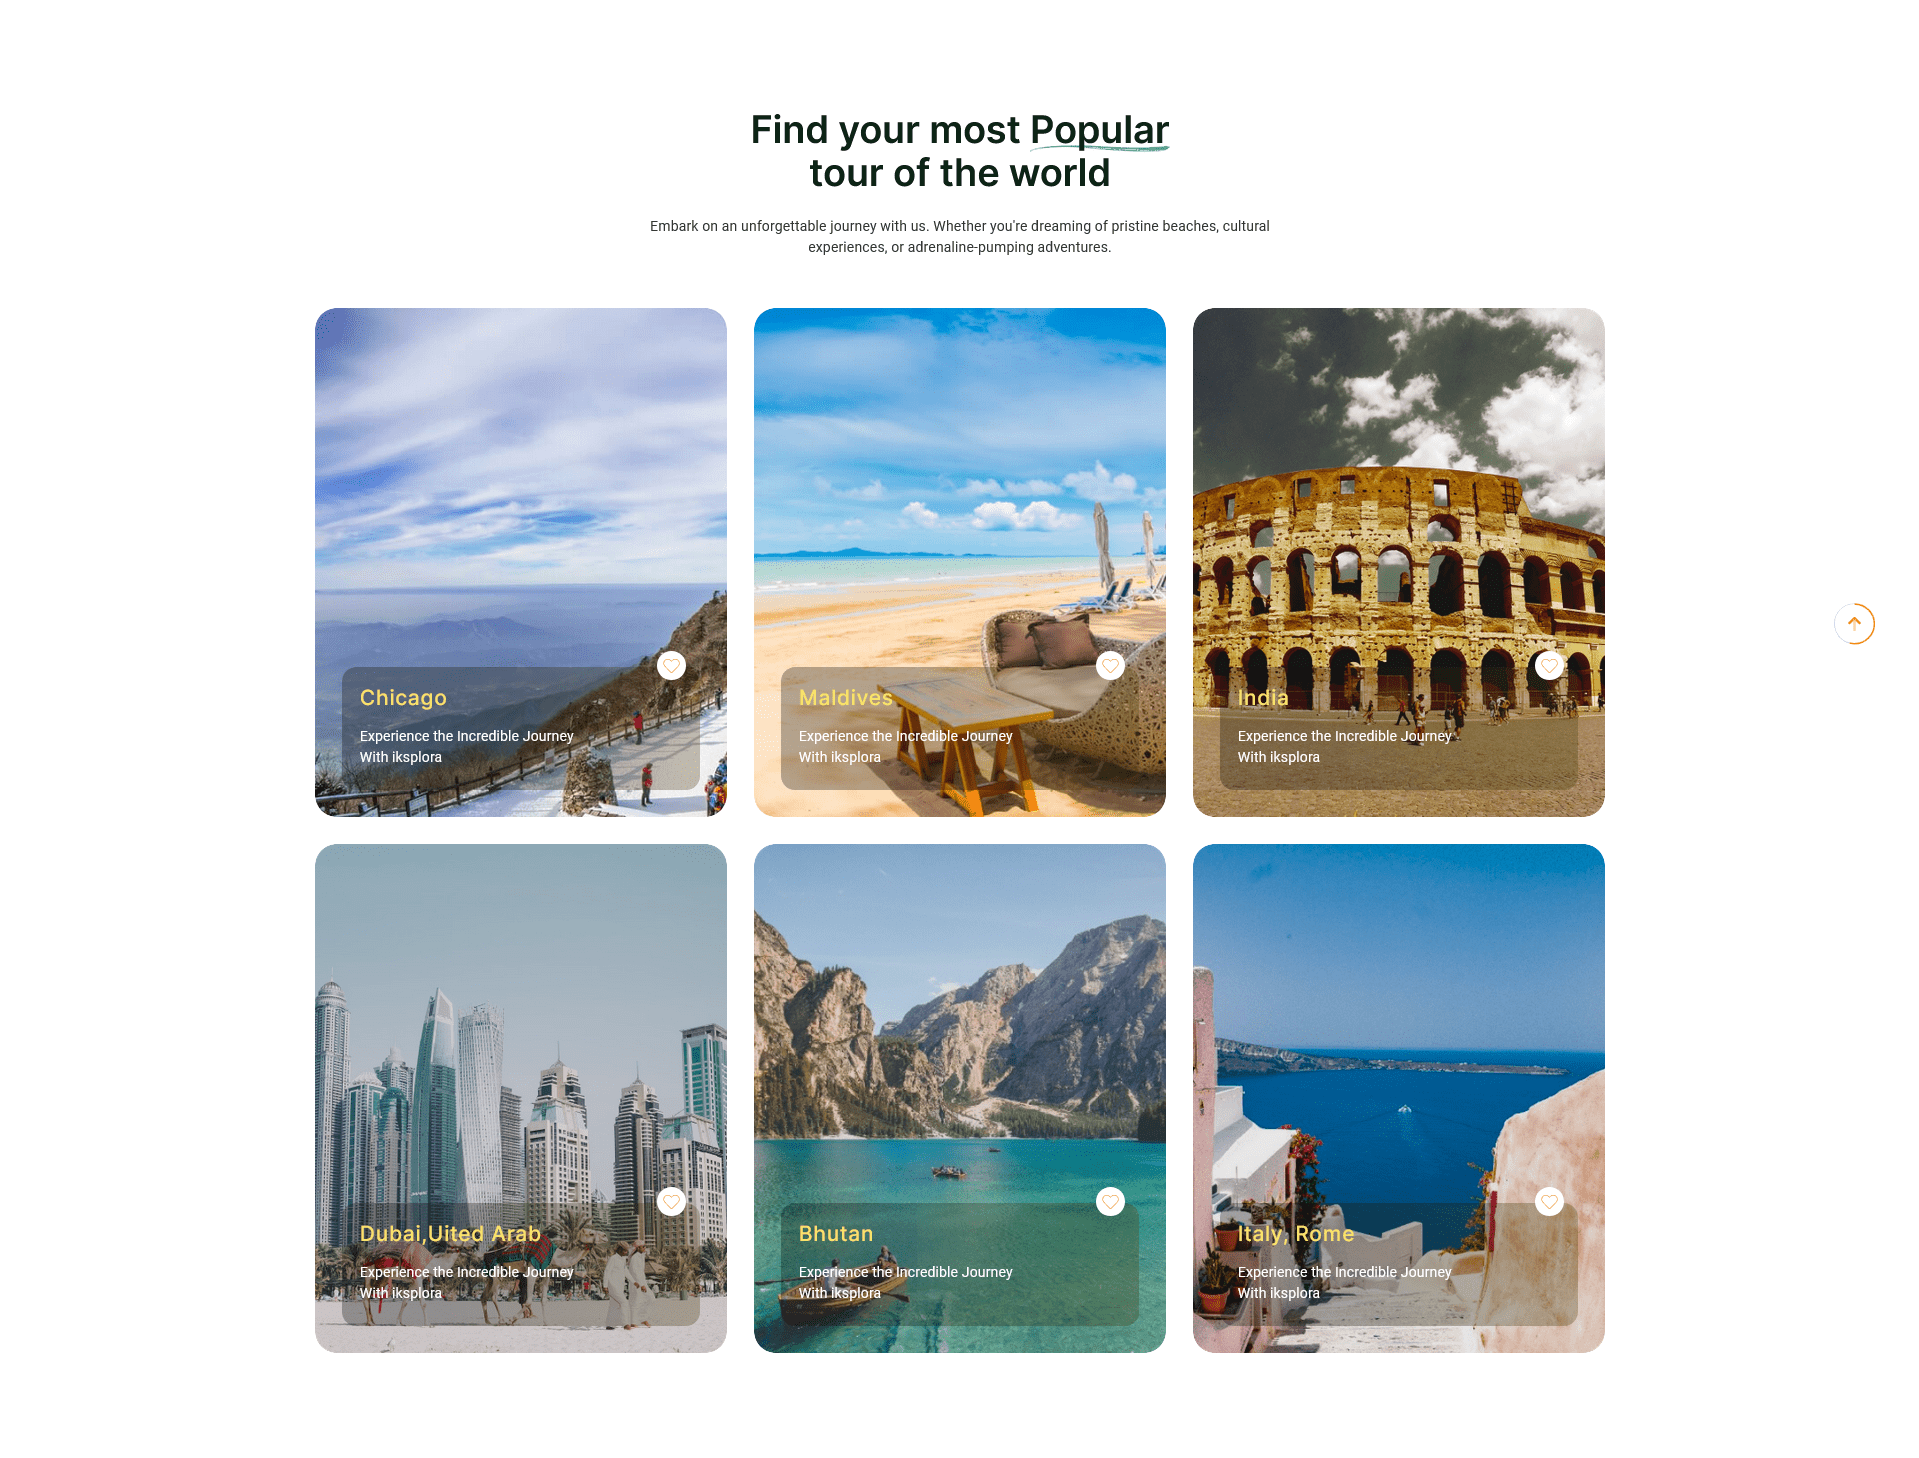 Find your most Popular
tour of the world
Embark on an unforgettable journey with us. Whether you're dreaming of pristine beaches, cultural
experiences, or adrenaline-pumping adventures.
Chicago
Experience the Incredible Journey
With iksplora
Maldives
Experience the Incredible Journey
With iksplora
India
Experience the Incredible Journey
With iksplora
Dubai,Uited Arab
Experience the Incredible Journey
With iksplora
Bhutan
Experience the Incredible Journey
With iksplora
Italy, Rome
Experience the Incredible Journey
With iksplora